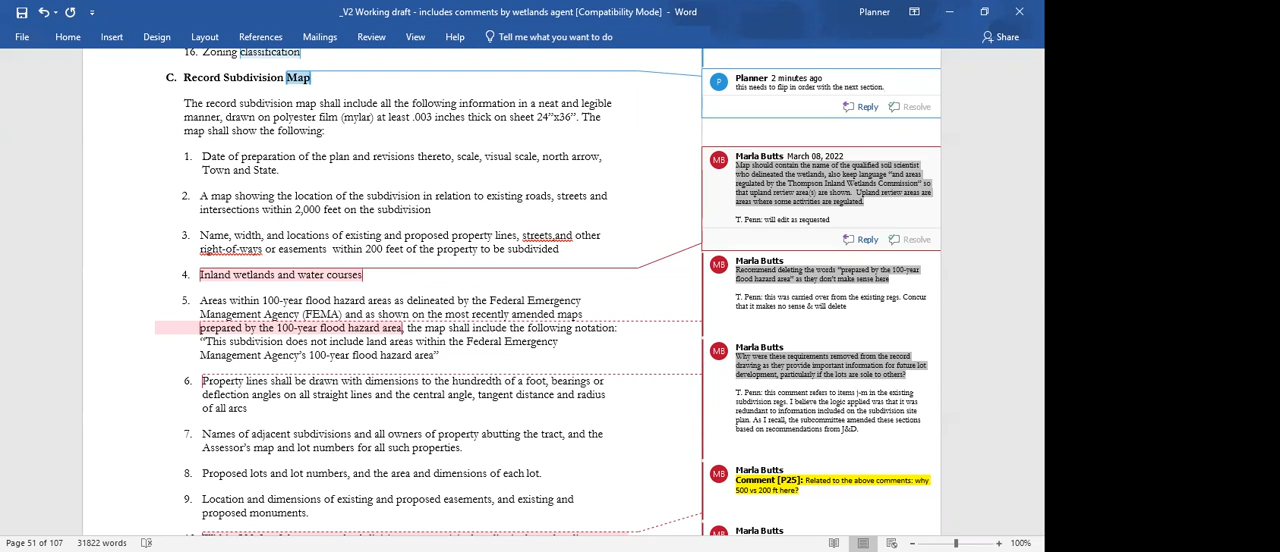 _V2 Working draft - includes comments by wetlands agent [Compatibility Mode] - Word
Planner
File Home Insert Design Layout References Mailings Review View Help Tell me what you want to do
Share
16. Zoning classification
C. Record Subdivision Map
The record subdivision map shall include all the following information in a neat and legible
manner, drawn on polyester film (mylar) at least .003 inches thick on sheet 24”x36”. The
map shall show the following:
1. Date of preparation of the plan and revisions thereto, scale, visual scale, north arrow,
Town and State.
2. A map showing the location of the subdivision in relation to existing roads, streets and
intersections within 2,000 feet on the subdivision
3. Name, width, and locations of existing and proposed property lines, streets,and other
right-of-ways or easements within 200 feet of the property to be subdivided
4. Inland wetlands and water courses
5. Areas within 100-year flood hazard areas as delineated by the Federal Emergency
Management Agency (FEMA) and as shown on the most recently amended maps
prepared by the 100-year flood hazard area, the map shall include the following notation:
“This subdivision does not include land areas within the Federal Emergency
Management Agency’s 100-year flood hazard area”
6. Property lines shall be drawn with dimensions to the hundredth of a foot, bearings or
deflection angles on all straight lines and the central angle, tangent distance and radius
of all arcs
7. Names of adjacent subdivisions and all owners of property abutting the tract, and the
Assessor’s map and lot numbers for all such properties.
8. Proposed lots and lot numbers, and the area and dimensions of each lot.
9. Location and dimensions of existing and proposed easements, and existing and
proposed monuments.
P
Planner 2 minutes ago
this needs to flip in order with the next section.
Reply Resolve
MB
Marla Butts March 08, 2022
Map should contain the name of the qualified soil scientist
who delineated the wetlands, also keep language “and areas
regulated by the Thompson Inland Wetlands Commission” so
that upland review area(s) are shown. Upland review areas are
areas where some activities are regulated.
T. Penn: will edit as requested
Reply Resolve
MB
Marla Butts
Recommend deleting the words “prepared by the 100-year
flood hazard area” as they don’t make sense here
T. Penn: this was carried over from the existing regs. Concur
that it makes no sense & will delete
MB
Marla Butts
Why were these requirements removed from the record
drawing as they provide important information for future lot
development, particularly if the lots are sole to others?
T. Penn: this comment refers to items j-m in the existing
subdivision regs. I believe the logic applied was that it was
redundant to information included on the subdivision site
plan. As I recall, the subcommittee amended these sections
based on recommendations from J&D.
MB
Marla Butts
Comment [P25]: Related to the above comments: why
500 vs 200 ft here?
MB
Marla Butts
Page 51 of 107 31822 words
100%